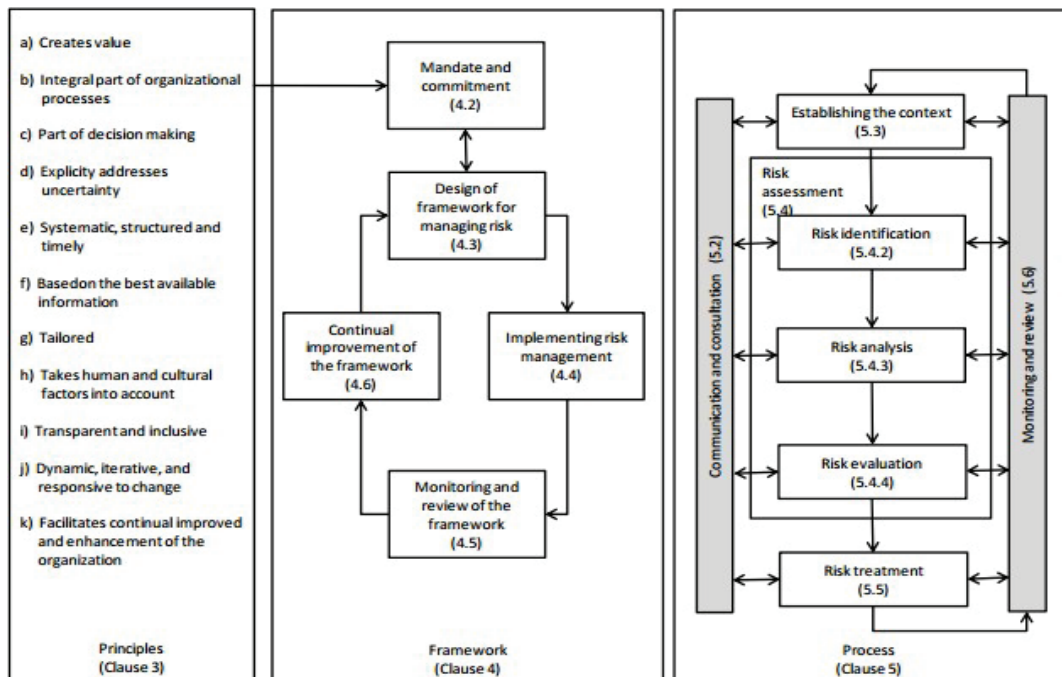 a) Creates value
b) Integral part of organizational
processes
c) Part of decision making
d) Explicity addresses
uncertainty
e) Systematic, structured and
timely
f) Basedon the best available
information
g) Tailored
h) Takes human and cultural
factors into account
i) Transparent and inclusive
j) Dynamic, iterative, and
responsive to change
k) Facilitates continual improved
and enhancement of the
organization
Principles
(Clause 3)
Mandate and
commitment
(4.2)
Design of
framework for
managing risk
(4.3)
Continual
improvement of
the framework
(4.6)
Implementing risk
management
(4.4)
Monitoring and
review of the
framework
(4.5)
Framework
(Clause 4)
Communication and consultation (5.2)
Establishing the context
(5.3)
Risk
assessment
(5.4)
Risk identification
(5.4.2)
Risk analysis
(5.4.3)
Risk evaluation
(5.4.4)
Risk treatment
(5.5)
Monitoring and review (5.6)
Process
(Clause 5)